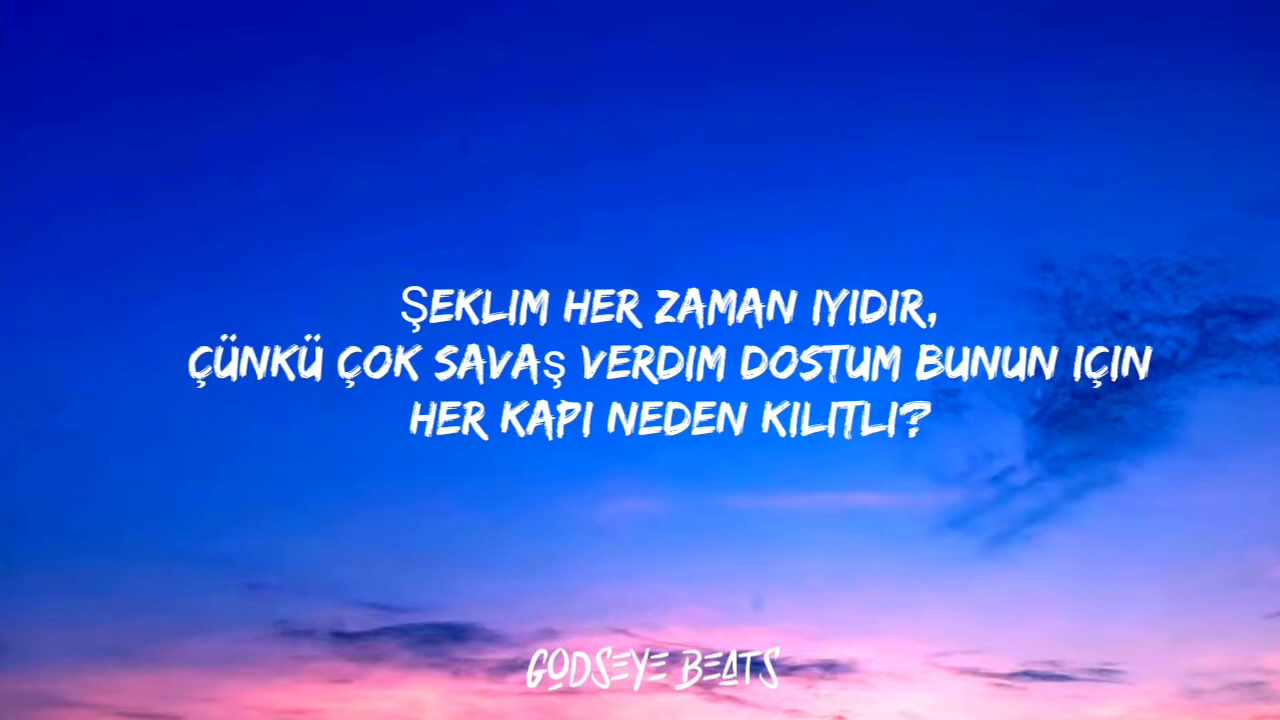 ŞEKLIM HER ZAMAN IYIDIR,
ÇÜNKÜ ÇOK SAVAŞ VERDIM DOSTUM BUNUN IÇIN
HER KAPI NEDEN KILITLI?
GODSEYE BEATS